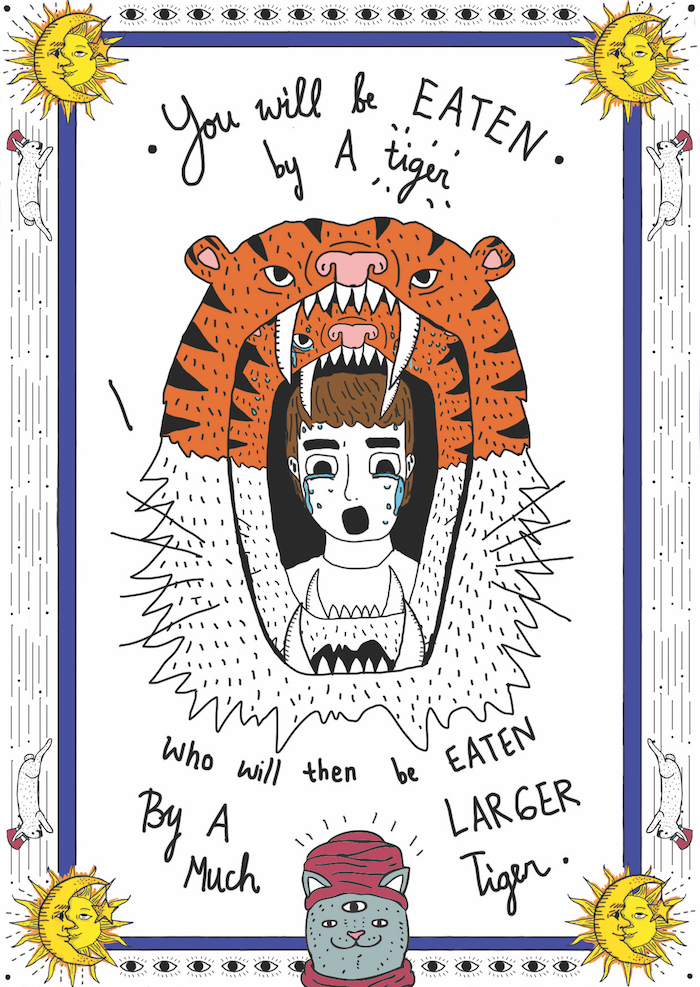 · You will be EATEN ·
by A tiger
who will then be EATEN
By A LARGER
Much Tiger.